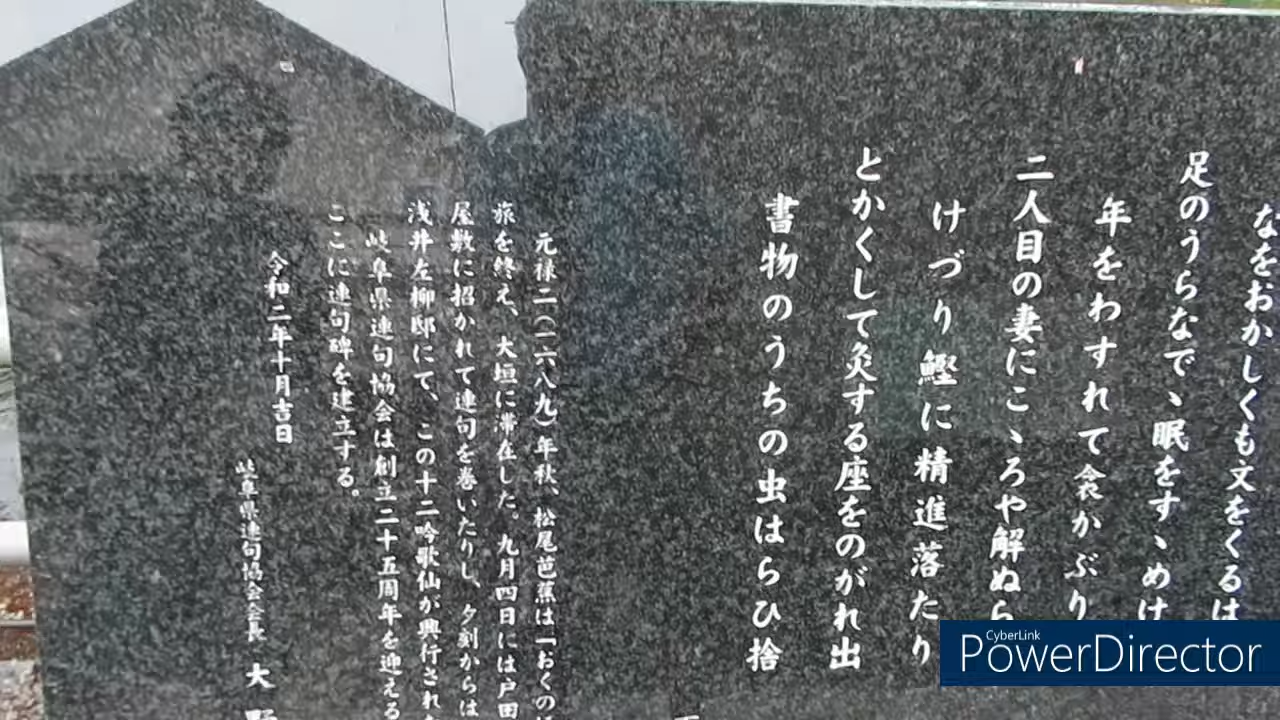 なをおかしくも文をくるは
足のうらなでヽ眠をすヽめけ
年をわすれて衾かぶり
二人目の妻にこヽろや解ぬら
けづり鰹に精進落たり
とかくして灸する座をのがれ出
書物のうちの虫はらひ捨
元禄二(一六八九)年秋、松尾芭蕉は「おくの
旅を終え、大垣に滞在した。九月四日には戸田
屋敷に招かれて連句を巻いたりし、夕刻からは
浅井左柳邸にて、この十二吟歌仙が興行され
岐阜県連句協会は創立二十五周年を迎える
ここに連句碑を建立する。
令和二年十月吉日
岐阜県連句協会会長 大野
CyberLink
PowerDirector